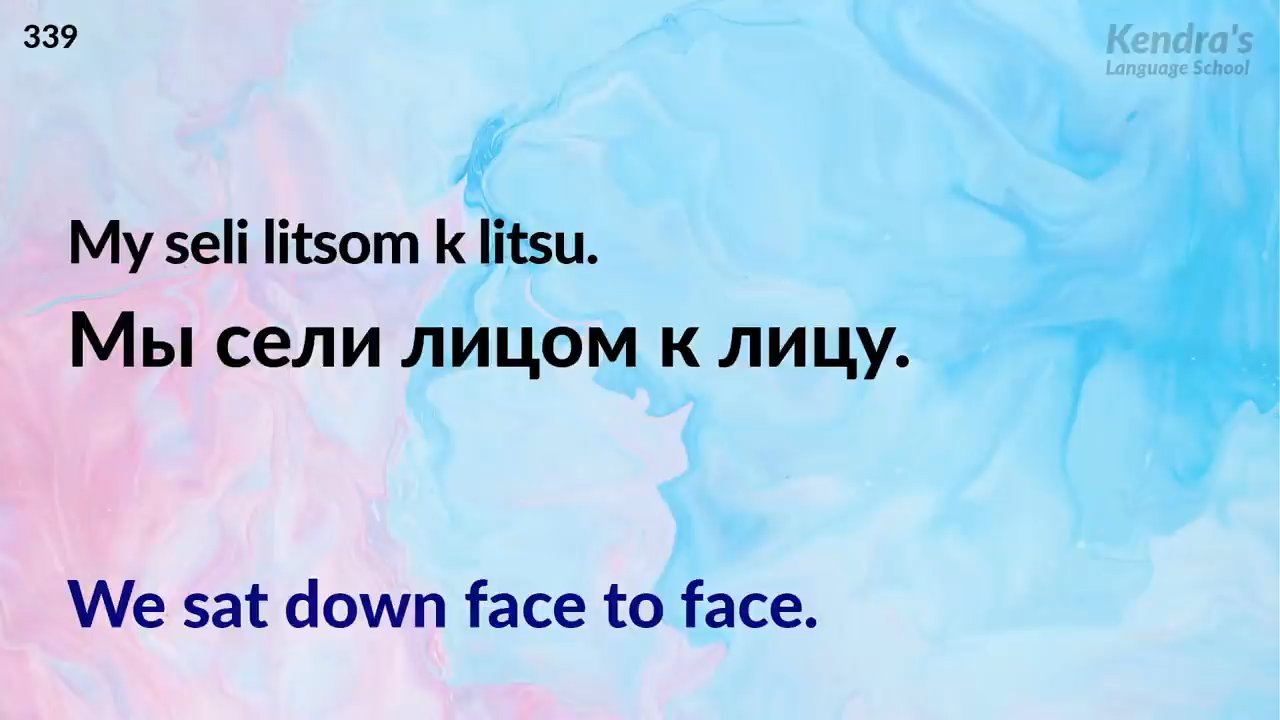 339
Kendra's
Language School
My seli litsom k litsu.
Мы сели лицом к лицу.
We sat down face to face.